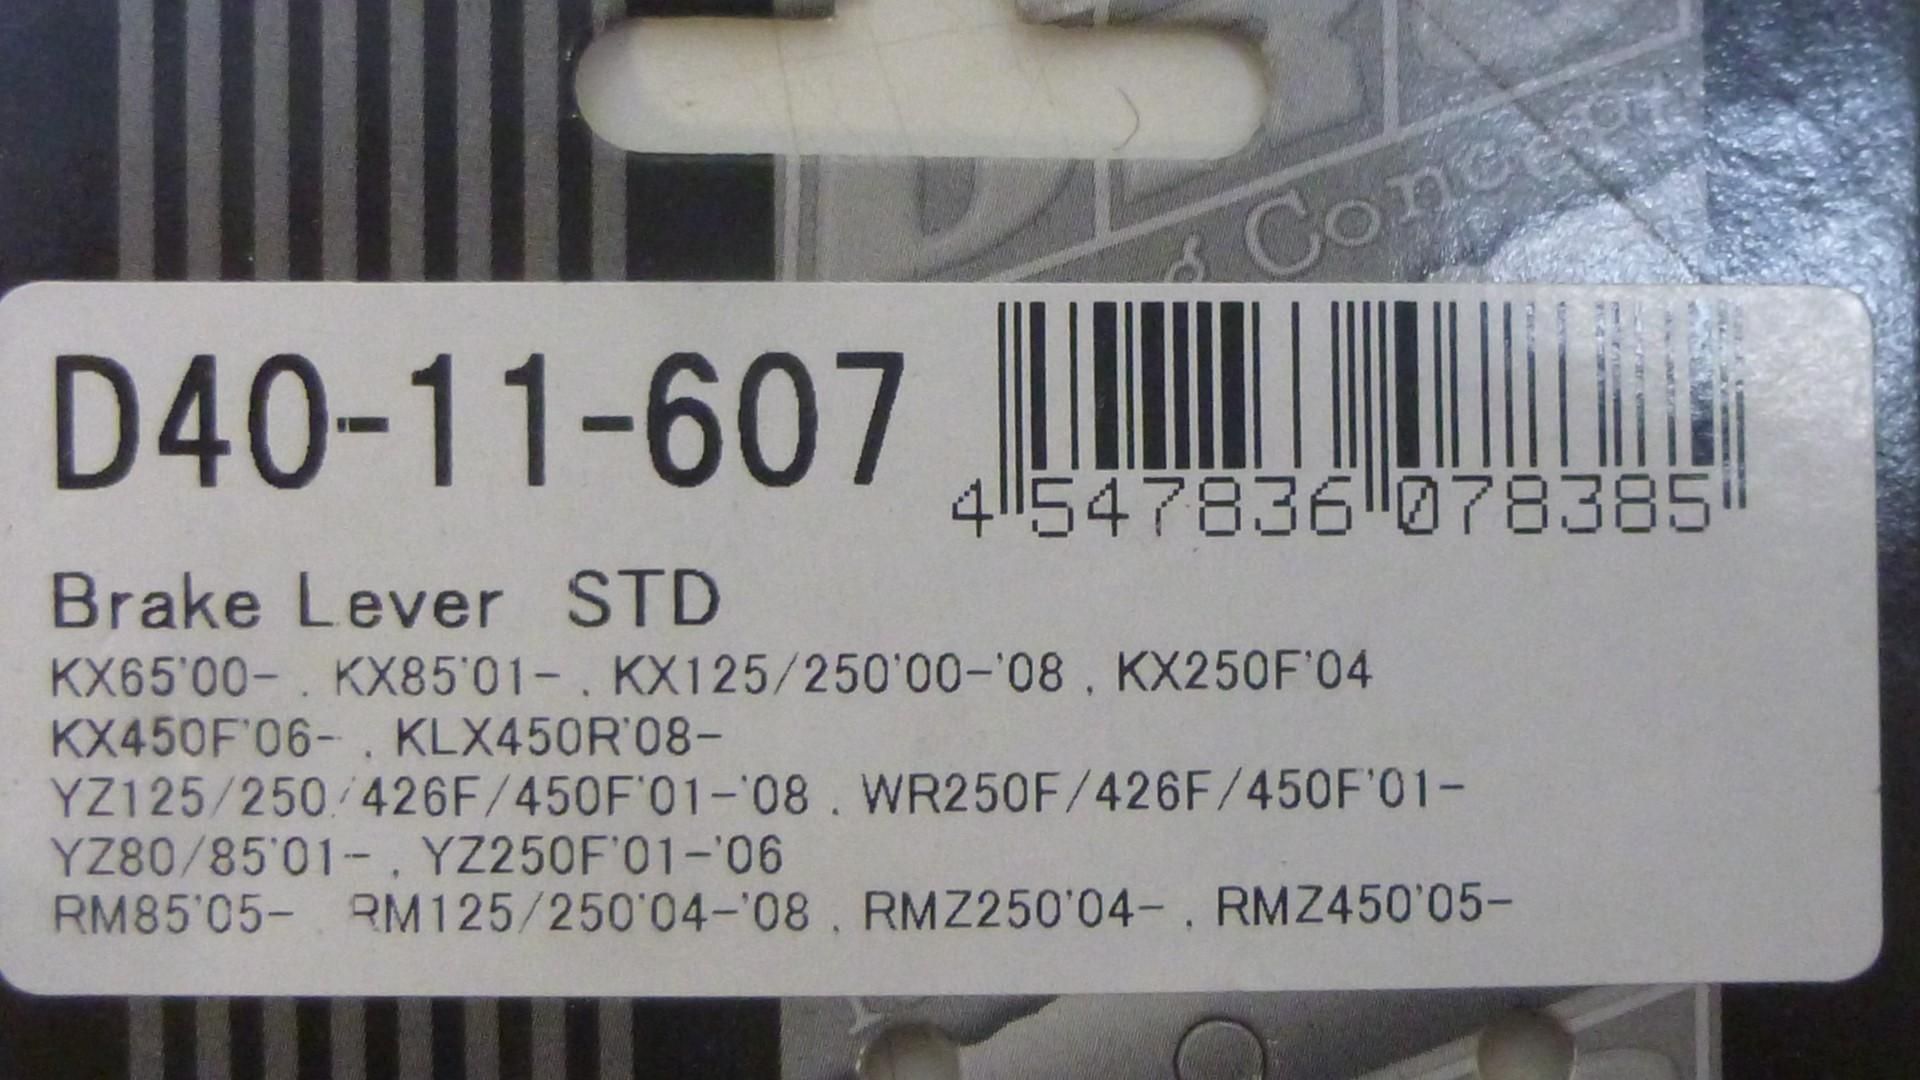 g Concept
D40-11-607
4 547836 078385
Brake Lever STD
KX65'00- , KX85'01- , KX125/250'00-'08 , KX250F'04
KX450F'06- , KLX450R'08-
YZ125/250/426F/450F'01-'08 , WR250F/426F/450F'01-
YZ80/85'01- , YZ250F'01-'06
RM85'05- RM125/250'04-'08 , RMZ250'04- , RMZ450'05-